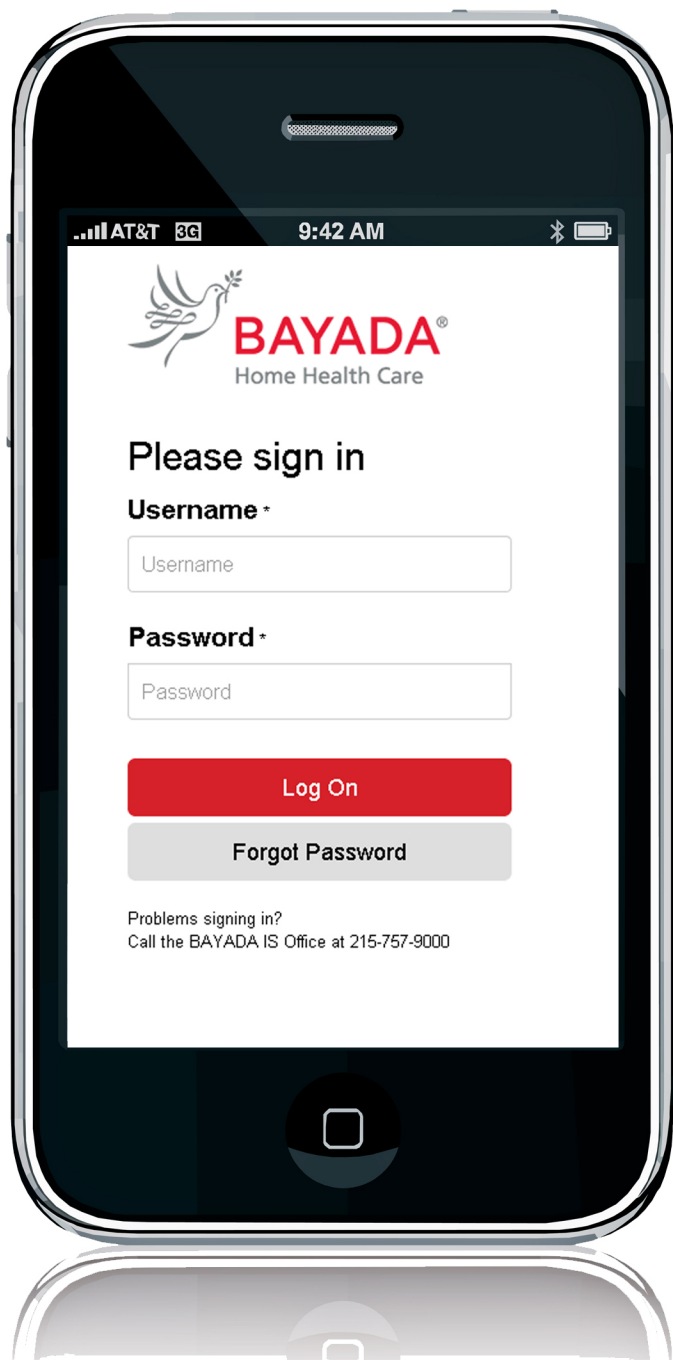 AT&T 3G 9:42 AM
BAYADA®
Home Health Care
Please sign in
Username *
Username
Password *
Password
Log On
Forgot Password
Problems signing in?
Call the BAYADA IS Office at 215-757-9000